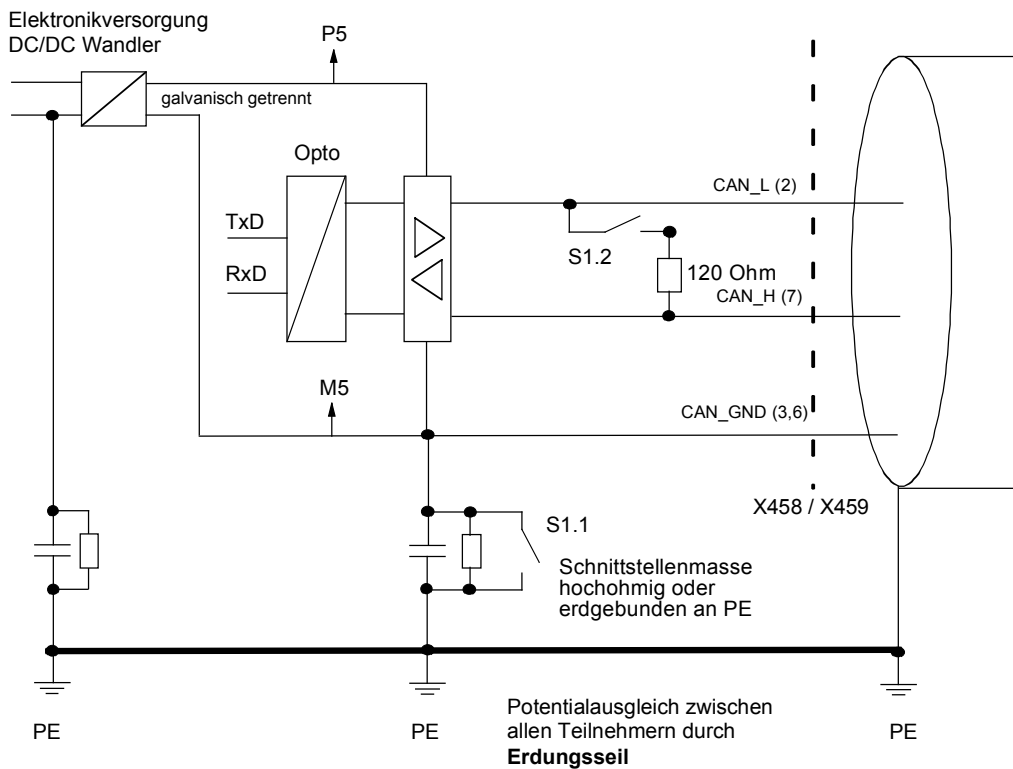 Elektronikversorgung
DC/DC Wandler
P5
galvanisch getrennt
Opto
CAN_L (2)
TxD
S1.2
RxD
120 Ohm
CAN_H (7)
M5
CAN_GND (3,6)
X458 / X459
S1.1
Schnittstellenmasse
hochohmig oder
erdgebunden an PE
PE
PE
Potentialausgleich zwischen
allen Teilnehmern durch
Erdungsseil
PE